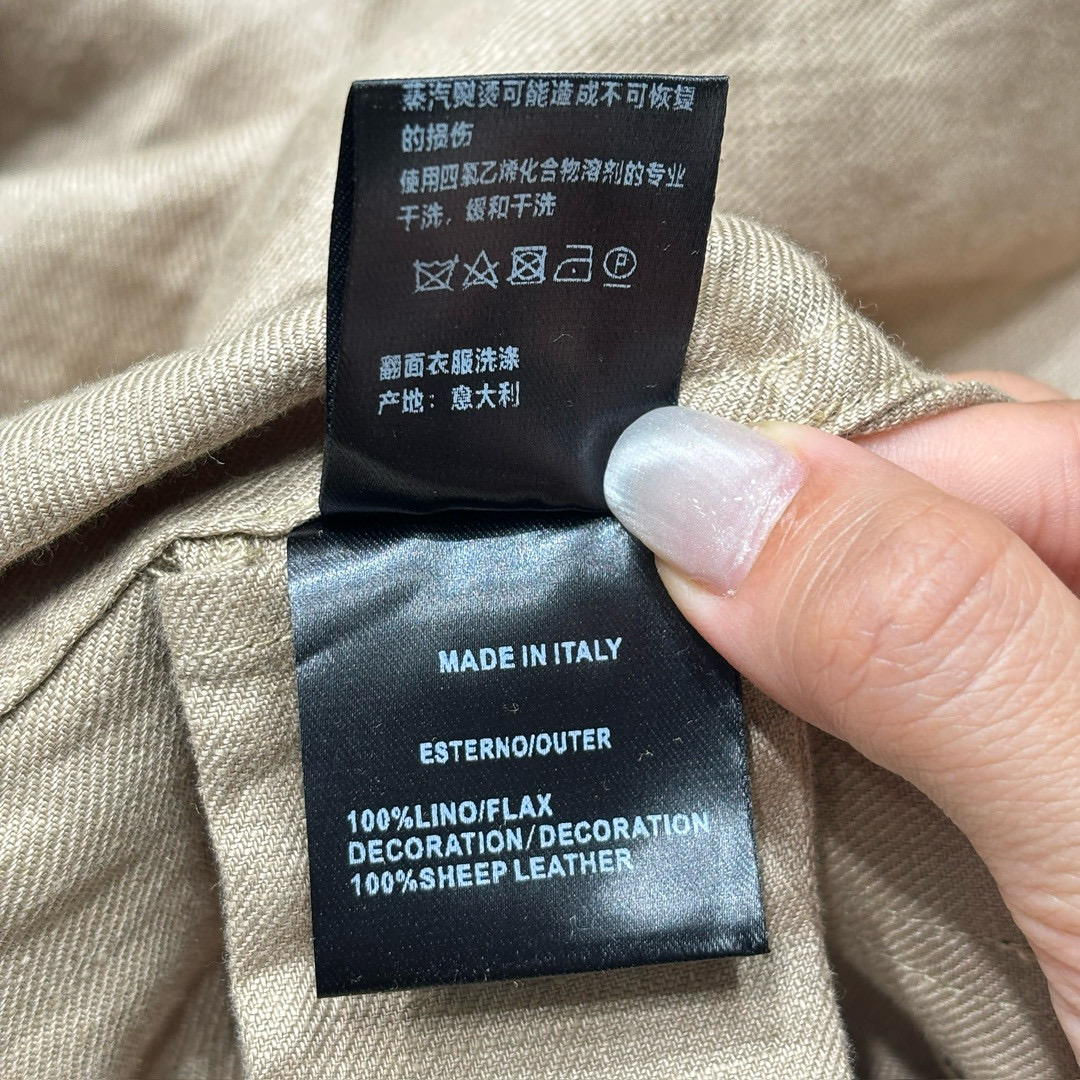 蒸汽熨烫可能造成不可恢复
的损伤
使用四氯乙烯化合物溶剂的专业
干洗，缓和干洗
P
翻面衣服洗涤
产地：意大利
MADE IN ITALY
ESTERNO/OUTER
100%LINO/FLAX
DECORATION/DECORATION
100%SHEEP LEATHER